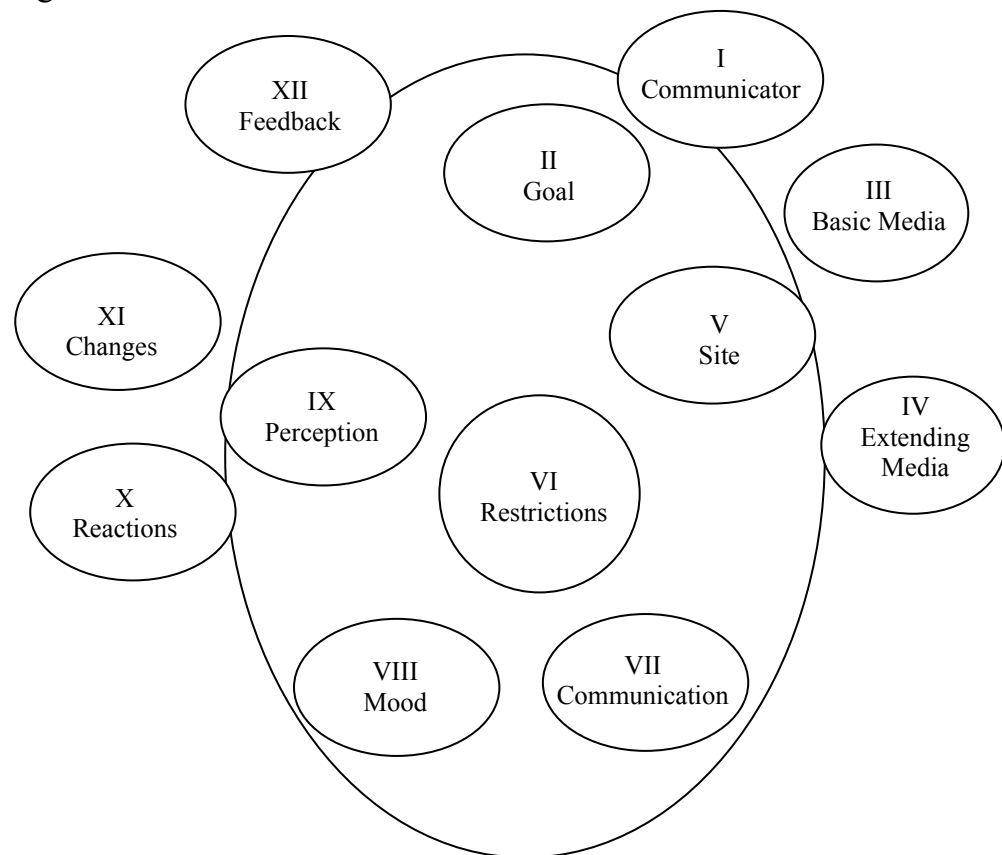 I
Communicator
II
Goal
III
Basic Media
IV
Extending
Media
V
Site
VI
Restrictions
VII
Communication
VIII
Mood
IX
Perception
X
Reactions
XI
Changes
XII
Feedback